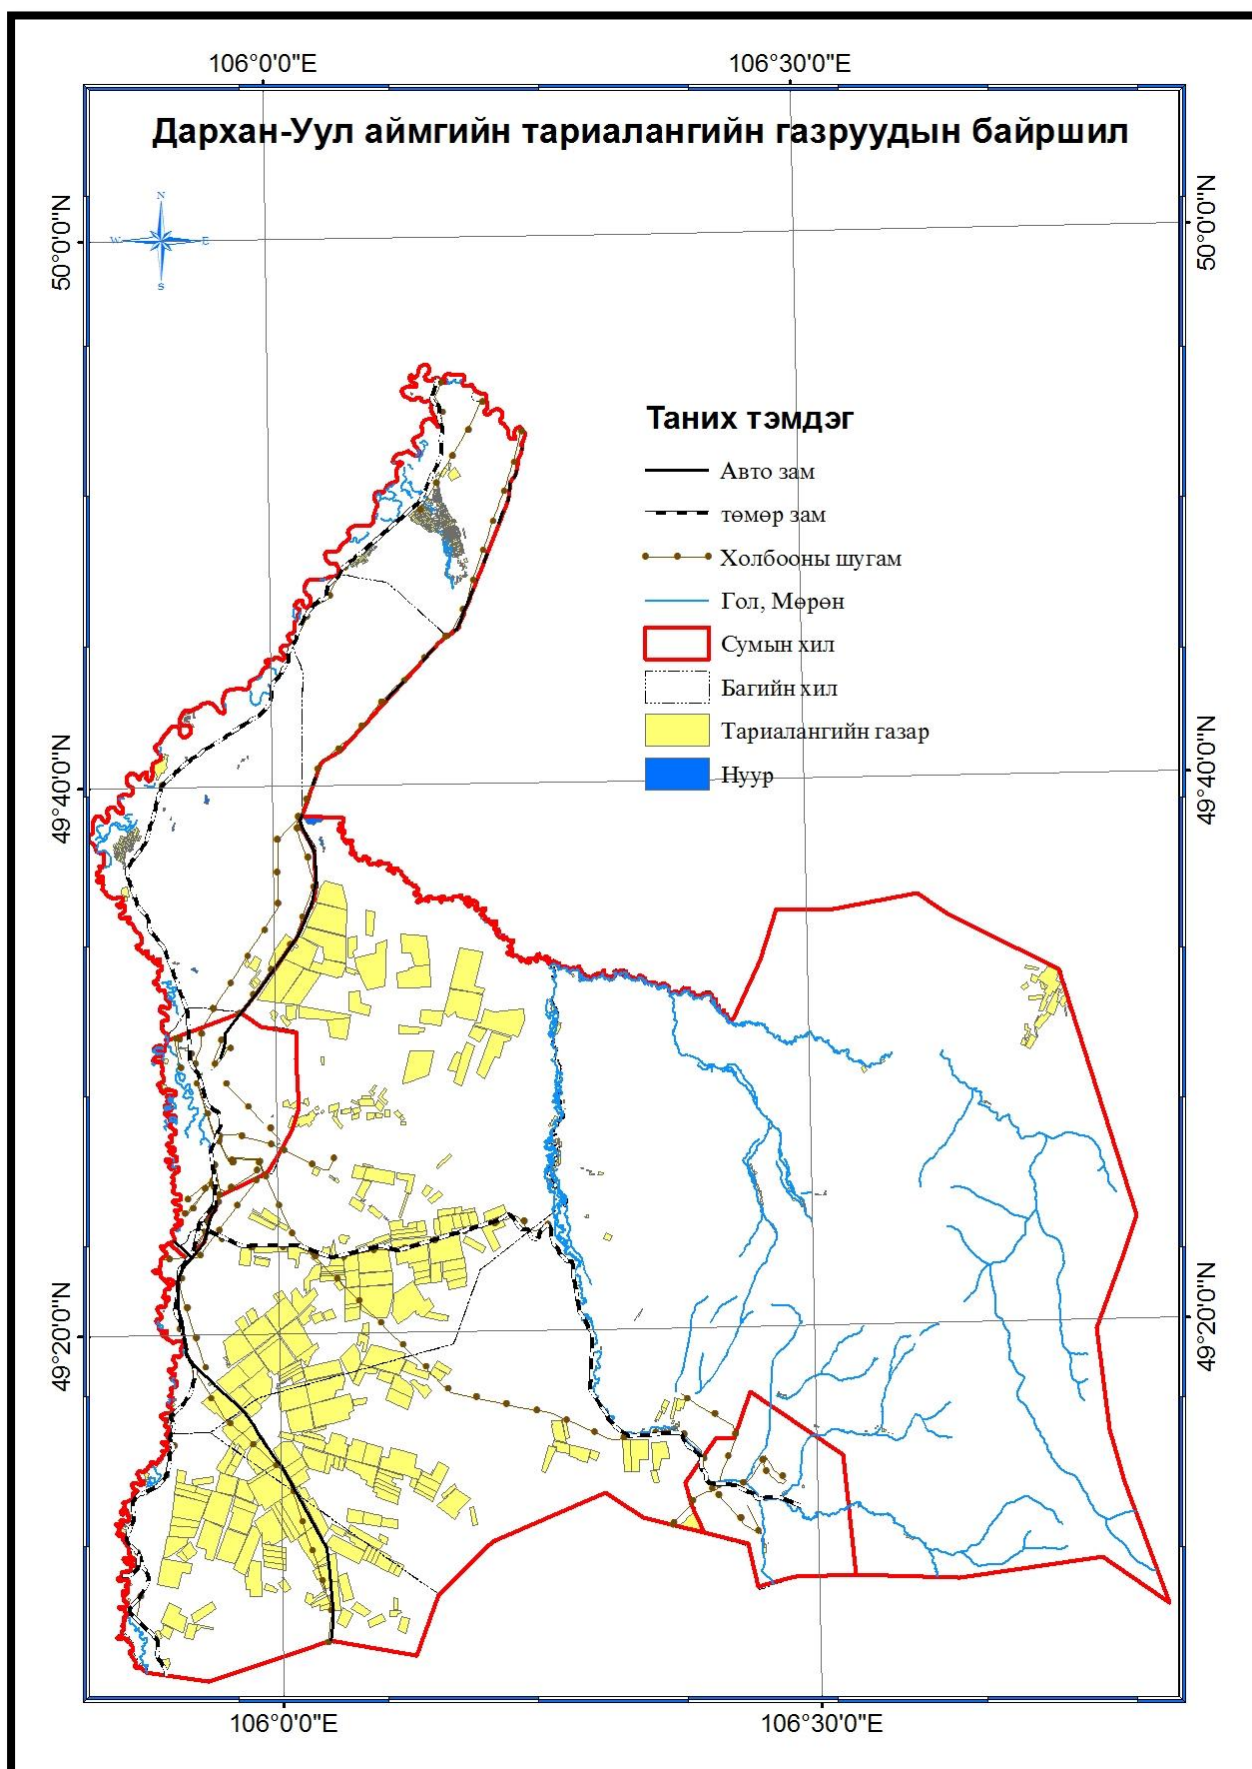 106°0'0"E
106°30'0"E
Дархан-Уул аймгийн тариалангийн газруудын байршил
N
W
E
S
50°0'0"N
50°0'0"N
Таних тэмдэг
Авто зам
төмөр зам
Холбооны шугам
Гол, Мөрөн
Сумын хил
Багийн хил
Тариалангийн газар
Нуур
49°40'0"N
49°40'0"N
49°20'0"N
49°20'0"N
106°0'0"E
106°30'0"E